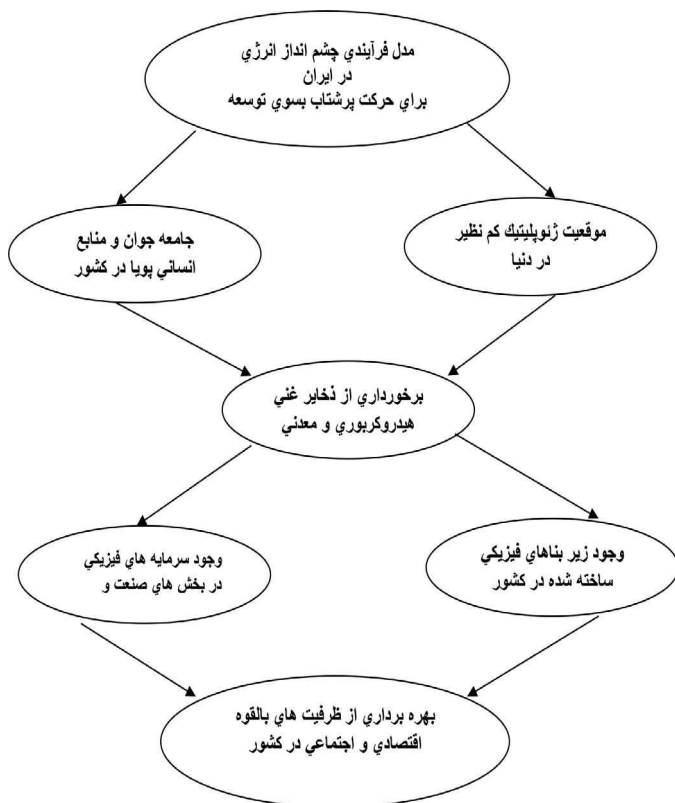 مدل فرآيندي چشم انداز انرژي
در ايران
براي حركت پرشتاب بسوي توسعه
موقعيت ژئوپليتيك كم نظير
در دنيا
جامعه جوان و منابع
انساني پويا در كشور
برخورداري از ذخاير غني
هيدروكربوري و معدني
وجود زير بناهاي فيزيكي
ساخته شده در كشور
وجود سرمايه هاي فيزيكي
در بخش هاي صنعت و
بهره برداري از ظرفيت هاي بالقوه
اقتصادي و اجتماعي در كشور